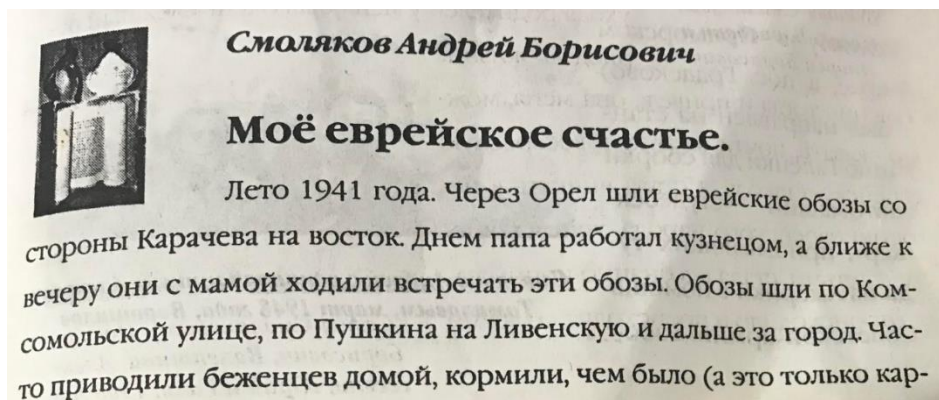 Смоляков Андрей Борисович
Моё еврейское счастье.
Лето 1941 года. Через Орел шли еврейские обозы со
стороны Карачева на восток. Днем папа работал кузнецом, а ближе к
вечеру они с мамой ходили встречать эти обозы. Обозы шли по Ком-
сомольской улице, по Пушкина на Ливенскую и дальше за город. Час-
то приводили беженцев домой, кормили, чем было (а это только кар-